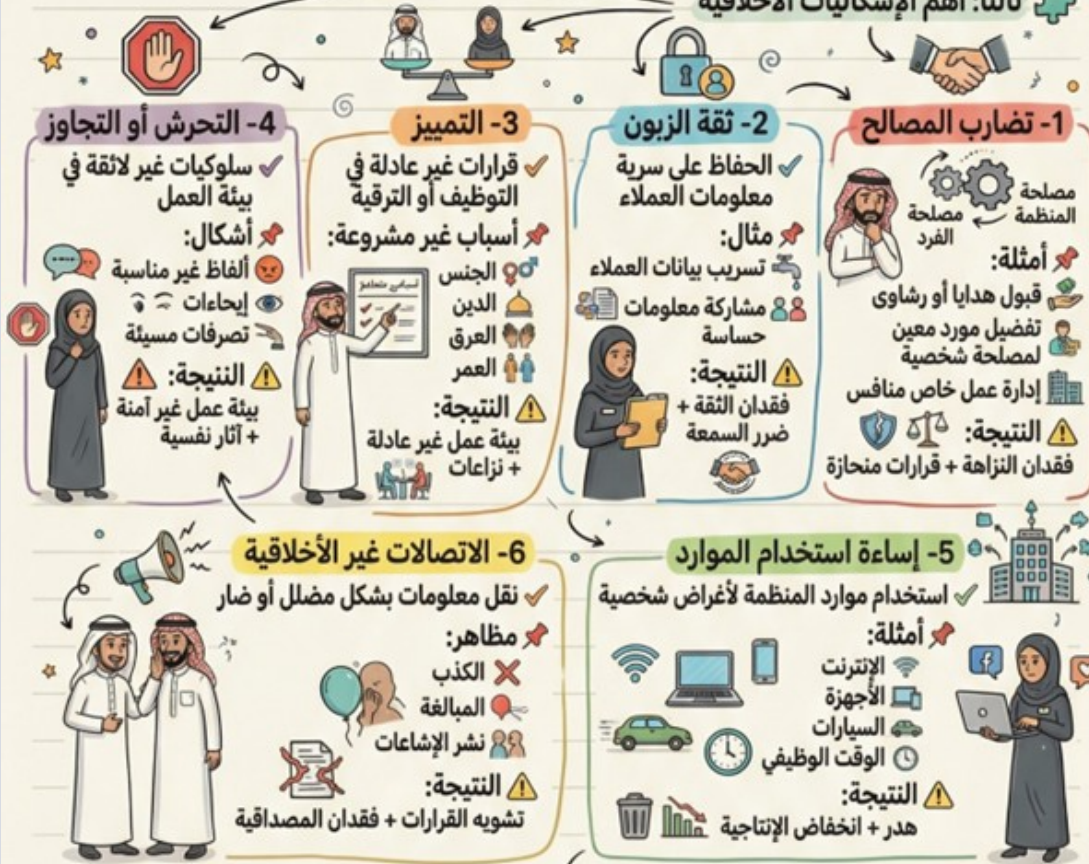 ثالثا: أهم الإشكاليات الأخلاقية
1- تضارب المصالح
مصلحة المنظمة
مصلحة الفرد
أمثلة:
قبول هدايا أو رشاوى
تفضيل مورد معين
لمصلحة شخصية
إدارة عمل خاص منافس
النتيجة:
فقدان النزاهة + قرارات منحازة
2- ثقة الزبون
الحفاظ على سرية
معلومات العملاء
مثال:
تسريب بيانات العملاء
مشاركة معلومات
حساسة
النتيجة:
فقدان الثقة +
ضرر السمعة
3- التمييز
قرارات غير عادلة في
التوظيف أو الترقية
أسباب غير مشروعة:
الجنس
الدين
العرق
العمر
النتيجة:
بيئة عمل غير عادلة
+ نزاعات
4- التحرش أو التجاوز
سلوكيات غير لائقة في
بيئة العمل
أشكال:
ألفاظ غير مناسبة
إيحاءات
تصرفات مسيئة
النتيجة:
بيئة عمل غير آمنة
+ آثار نفسية
5- إساءة استخدام الموارد
استخدام موارد المنظمة لأغراض شخصية
أمثلة:
الإنترنت
الأجهزة
السيارات
الوقت الوظيفي
النتيجة:
هدر + انخفاض الإنتاجية
6- الاتصالات غير الأخلاقية
نقل معلومات بشكل مضلل أو ضار
مظاهر:
الكذب
المبالغة
نشر الإشاعات
النتيجة:
تشويه القرارات + فقدان المصداقية